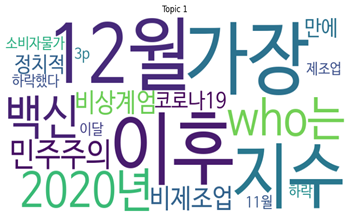 Topic 1
소비자물가
3p
12월
가장
만에
정치적
하락했다
제조업
백신
비상계엄
코로나19
이후
who는
이달
민주주의
지수
2020년
비제조업
11월
하락